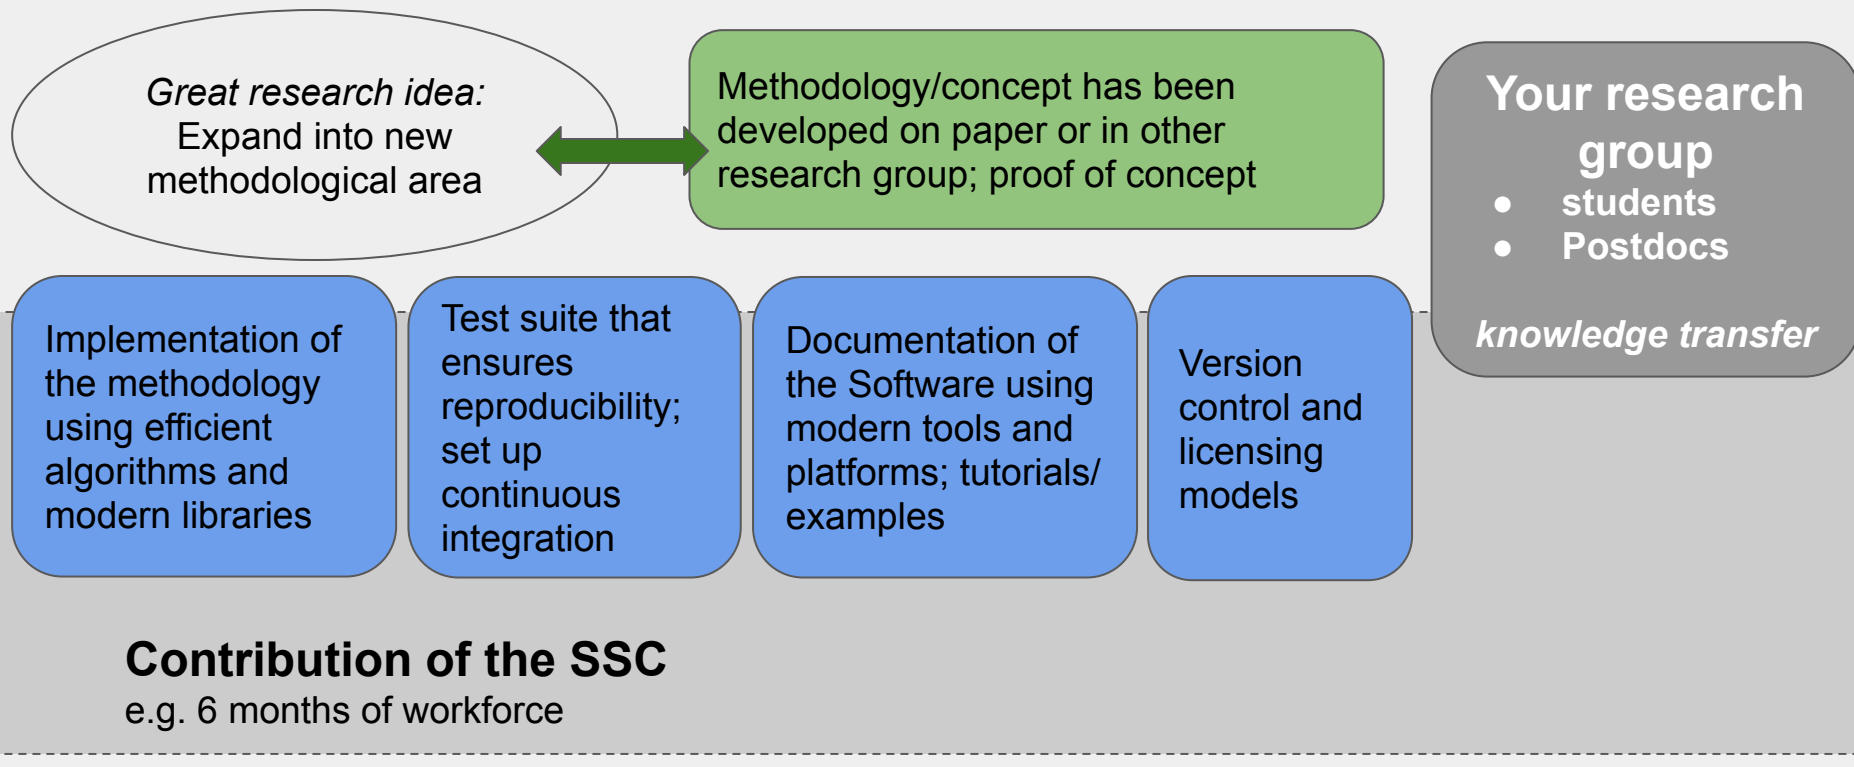 Great research idea:
Expand into new
methodological area
Methodology/concept has been
developed on paper or in other
research group; proof of concept
Your research
group
● students
● Postdocs
knowledge transfer
Implementation of
the methodology
using efficient
algorithms and
modern libraries
Test suite that
ensures
reproducibility;
set up
continuous
integration
Documentation of
the Software using
modern tools and
platforms; tutorials/
examples
Version
control and
licensing
models
Contribution of the SSC
e.g. 6 months of workforce